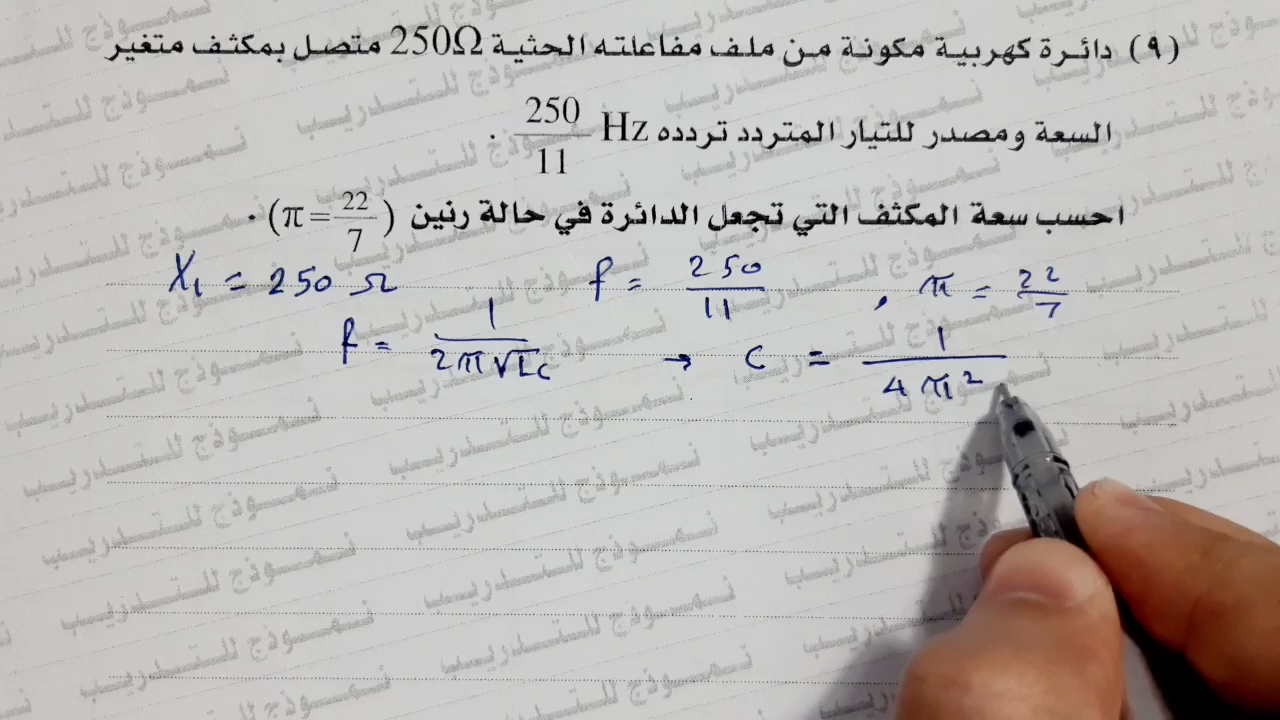 (٩) دائرة كهربية مكونة من ملف مفاعلته الحثية 250Ω متصل بمكثف متغير
السعة ومصدر للتيار المتردد تردده 250/11 Hz .
احسب سعة المكثف التي تجعل الدائرة في حالة رنين (π = 22/7) .
X_L = 250 Ω    f = 250/11 , π = 22/7
f = 1/(2π√LC) → C = 1/(4π²
نموذج للتدريب